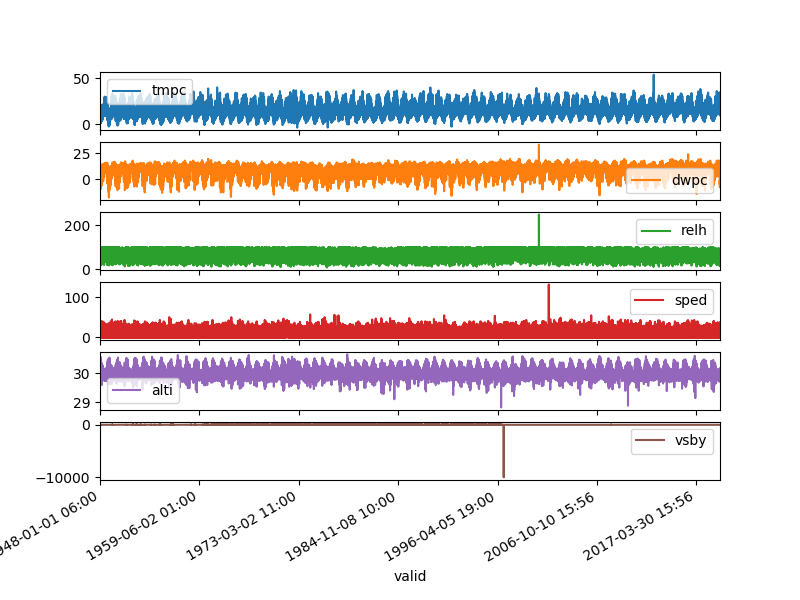 50
tmpc
0
25
0
dwpc
200
relh
0
100
sped
0
30
alti
29
0
vsby
−10000
948-01-01 06:00
1959-06-02 01:00
1973-03-02 11:00
1984-11-08 10:00
1996-04-05 19:00
2006-10-10 15:56
2017-03-30 15:56
valid